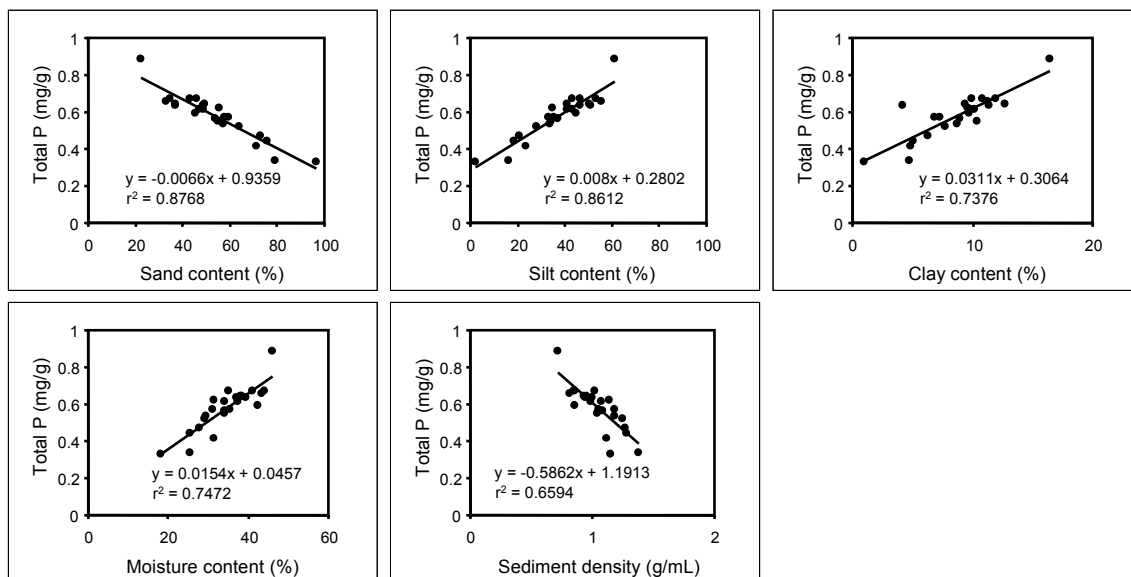 1
0.8
0.6
0.4
0.2
0
Total P (mg/g)
y = -0.0066x + 0.9359
r² = 0.8768
0 20 40 60 80 100
Sand content (%)
1
0.8
0.6
0.4
0.2
0
Total P (mg/g)
y = 0.008x + 0.2802
r² = 0.8612
0 20 40 60 80 100
Silt content (%)
1
0.8
0.6
0.4
0.2
0
Total P (mg/g)
y = 0.0311x + 0.3064
r² = 0.7376
0 10 20
Clay content (%)
1
0.8
0.6
0.4
0.2
0
Total P (mg/g)
y = 0.0154x + 0.0457
r² = 0.7472
0 20 40 60
Moisture content (%)
1
0.8
0.6
0.4
0.2
0
Total P (mg/g)
y = -0.5862x + 1.1913
r² = 0.6594
0 1 2
Sediment density (g/mL)